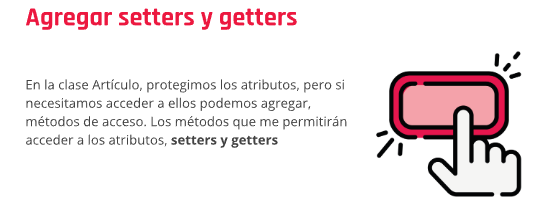 Agregar setters y getters
En la clase Artículo, protegimos los atributos, pero si
necesitamos acceder a ellos podemos agregar,
métodos de acceso. Los métodos que me permitirán
acceder a los atributos, setters y getters